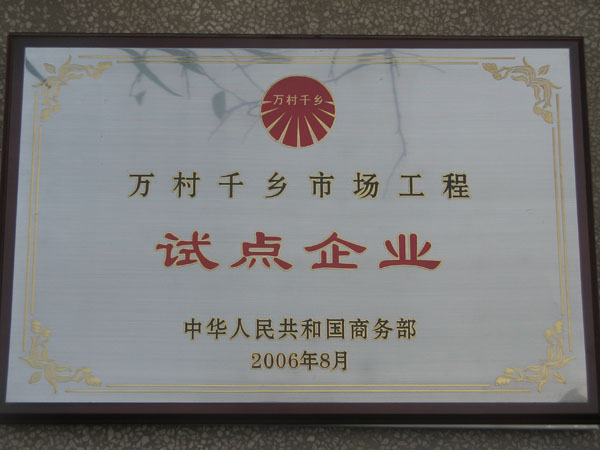 万村千乡
万村千乡市场工程
试点企业
中华人民共和国商务部
2006年8月